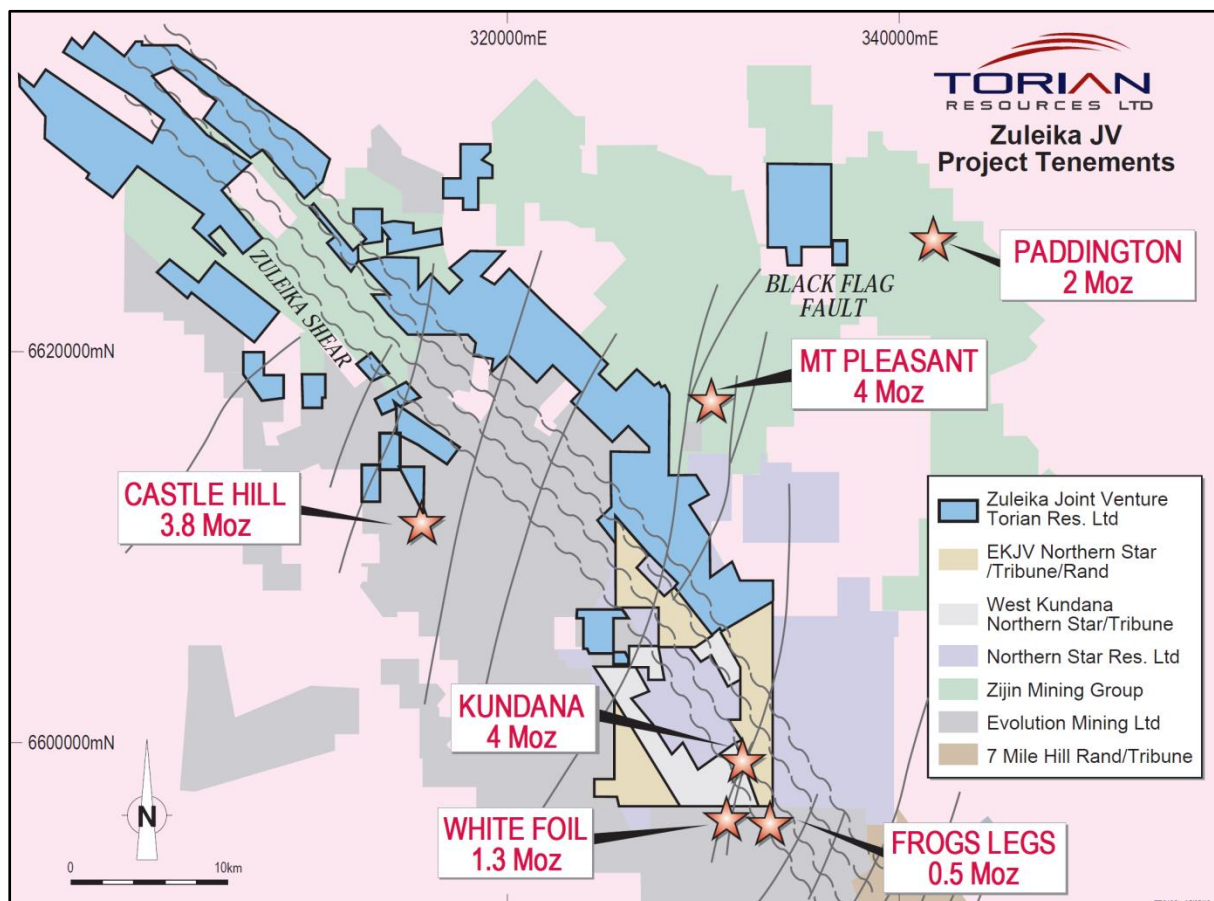 320000mE
340000mE
TORIAN
RESOURCES LTD
Zuleika JV
Project Tenements
PADDINGTON
2 Moz
BLACK FLAG
FAULT
ZULEIKA SHEAR
6620000mN
MT PLEASANT
4 Moz
CASTLE HILL
3.8 Moz
Zuleika Joint Venture
Torian Res. Ltd
EKJV Northern Star
/Tribune/Rand
West Kundana
Northern Star/Tribune
Northern Star Res. Ltd
Zijin Mining Group
Evolution Mining Ltd
7 Mile Hill Rand/Tribune
KUNDANA
4 Moz
6600000mN
N
0 10km
WHITE FOIL
1.3 Moz
FROGS LEGS
0.5 Moz